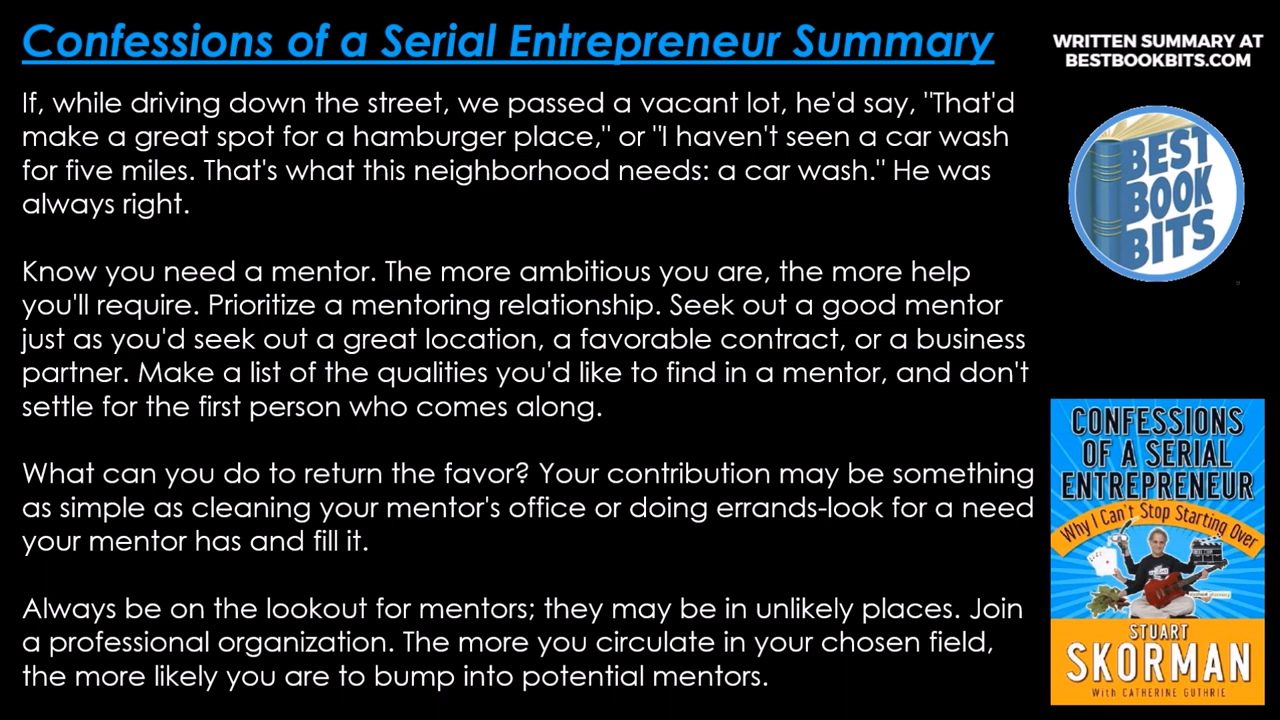 Confessions of a Serial Entrepreneur Summary
If, while driving down the street, we passed a vacant lot, he'd say, "That'd
make a great spot for a hamburger place," or "I haven't seen a car wash
for five miles. That's what this neighborhood needs: a car wash." He was
always right.
Know you need a mentor. The more ambitious you are, the more help
you'll require. Prioritize a mentoring relationship. Seek out a good mentor
just as you'd seek out a great location, a favorable contract, or a business
partner. Make a list of the qualities you'd like to find in a mentor, and don't
settle for the first person who comes along.
What can you do to return the favor? Your contribution may be something
as simple as cleaning your mentor's office or doing errands-look for a need
your mentor has and fill it.
Always be on the lookout for mentors; they may be in unlikely places. Join
a professional organization. The more you circulate in your chosen field,
the more likely you are to bump into potential mentors.
WRITTEN SUMMARY AT
BESTBOOKBITS.COM
BEST
BOOK
BITS
CONFESSIONS
OF A SERIAL
ENTREPRENEUR
Why I Can't Stop Starting Over
STUART
SKORMAN
With CATHERINE GUTHRIE